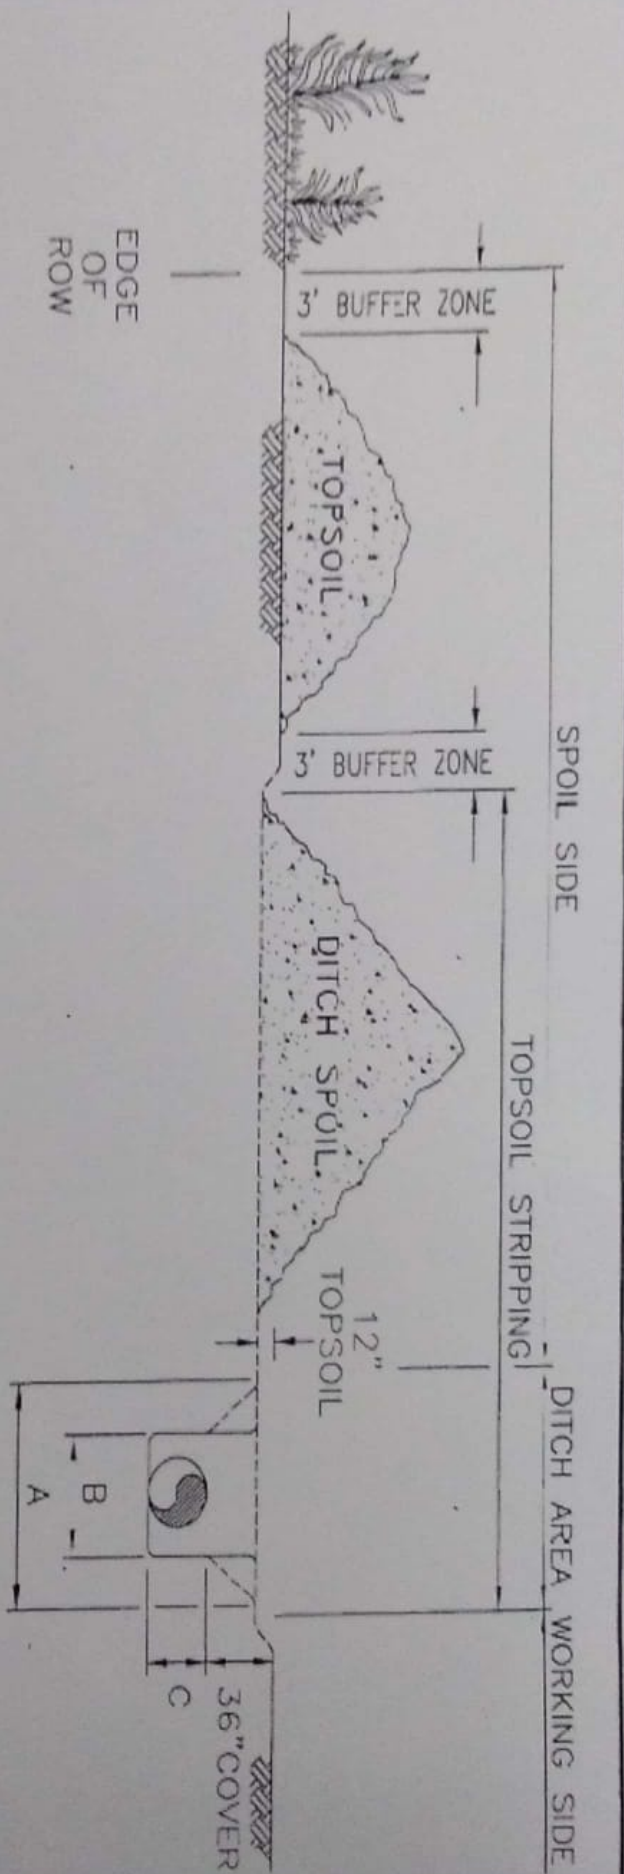 SPOIL SIDE
DITCH AREA
WORKING SIDE
TOPSOIL STRIPPING
3' BUFFER ZONE
TOPSOIL
3' BUFFER ZONE
DITCH SPOIL
12"
TOPSOIL
EDGE
OF
ROW
36" COVER
C
B
A